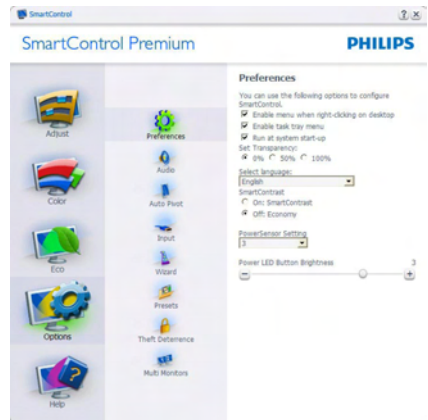 SmartControl
SmartControl Premium
PHILIPS
Adjust
Color
Eco
Options
Help
Preferences
Audio
Auto Pivot
Input
Wizard
Presets
Theft Deterrence
Multi Monitors
Preferences
You can use the following options to configure
SmartControl.
Enable menu when right-clicking on desktop
Enable task tray menu
Run at system start-up
Set Transparency:
0% 50% 100%
Select language:
English
SmartContrast
On: SmartContrast
Off: Economy
PowerSensor Setting
3
Power LED Button Brightness 3